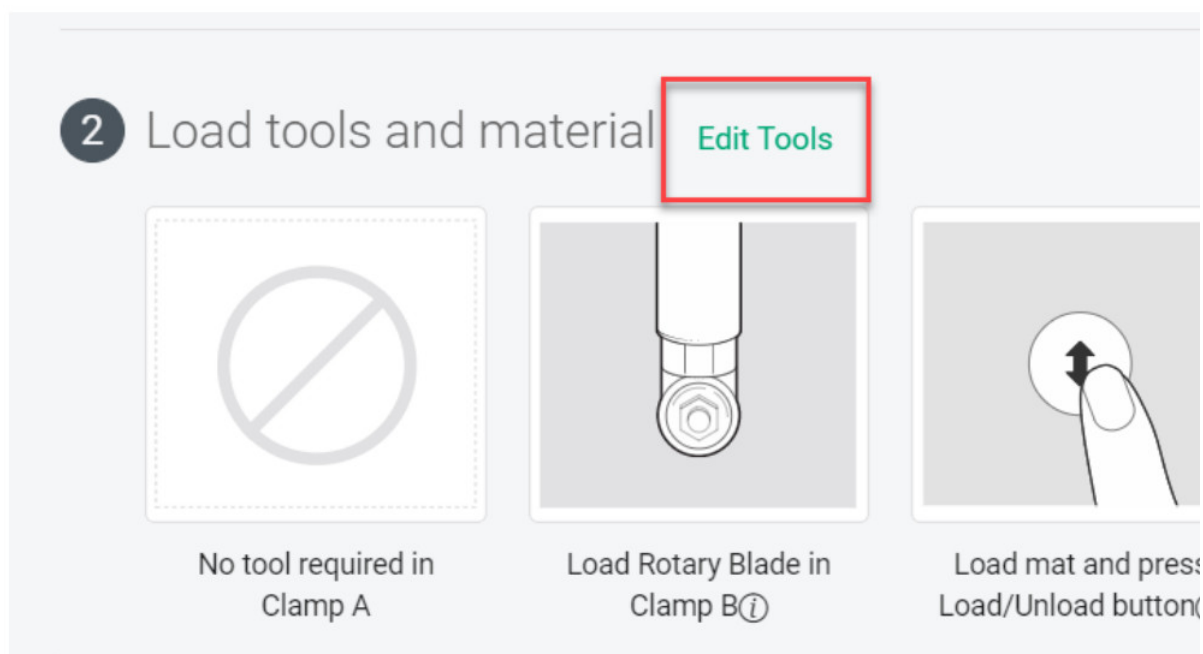 2 Load tools and material Edit Tools
No tool required in
Clamp A
Load Rotary Blade in
Clamp B
Load mat and press
Load/Unload button